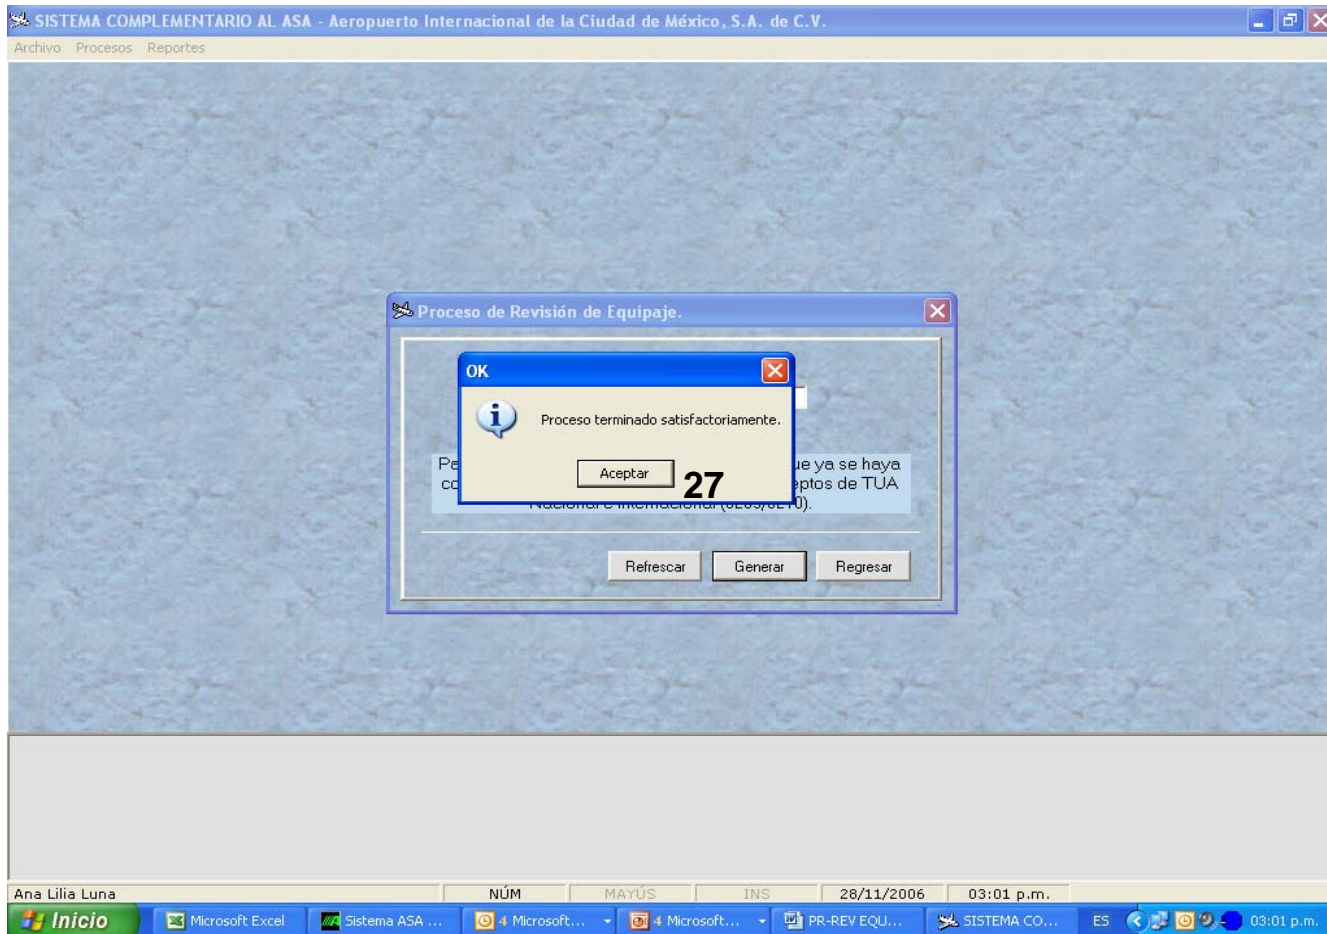 SISTEMA COMPLEMENTARIO AL ASA - Aeropuerto Internacional de la Ciudad de México, S.A. de C.V.
Archivo Procesos Reportes
Proceso de Revisión de Equipaje.
OK
Proceso terminado satisfactoriamente.
Aceptar
27
ue ya se haya
eptos de TUA
Nacional e Internacional
Refrescar Generar Regresar
Ana Lilia Luna NÚM MAYÚS INS 28/11/2006 03:01 p.m.
Inicio Microsoft Excel Sistema ASA ... 4 Microsoft... 4 Microsoft... PR-REV EQU... SISTEMA CO... ES 03:01 p.m.